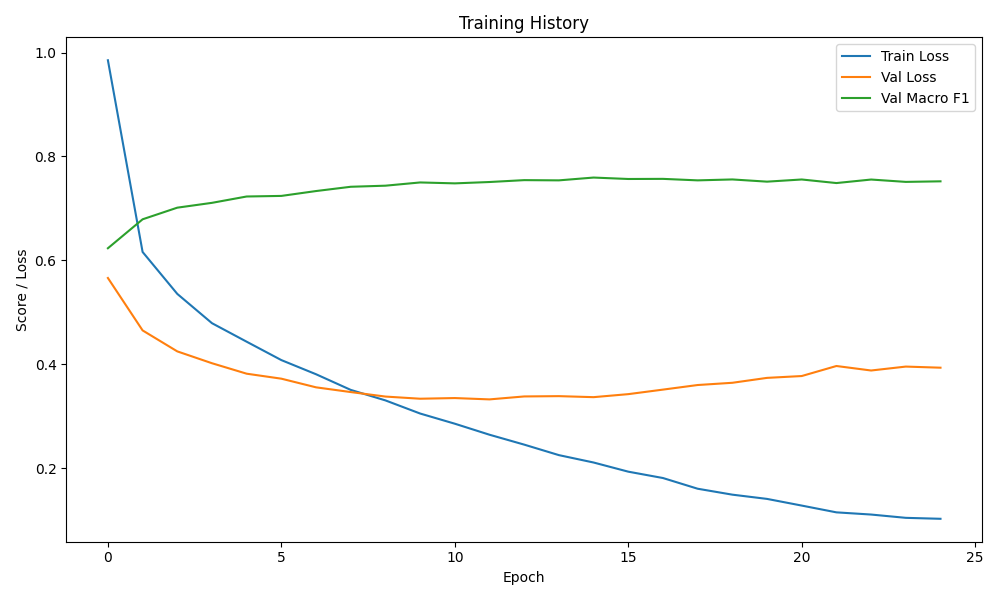 Training History
Train Loss
Val Loss
Val Macro F1
1.0
0.8
0.6
0.4
0.2
Score / Loss
0 5 10 15 20 25
Epoch